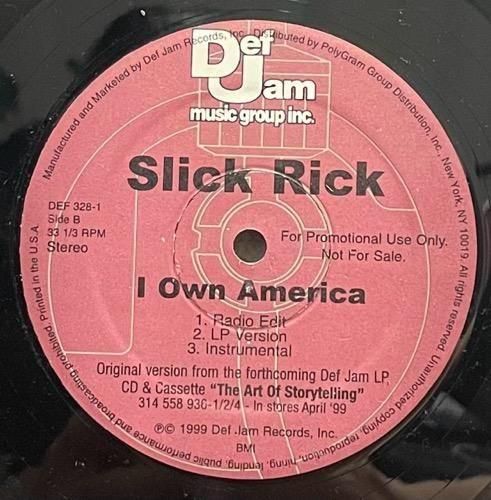 Manufactured and Marketed by Def Jam Records, Inc. Distributed by PolyGram Group Distribution, Inc., New York, NY 10019. All rights reserved. Unauthorized copying, reproduction, hiring, lending, public performance and broadcasting prohibited. Printed in the U.S.A.
Def
Jam
music group inc.
Slick Rick
DEF 328-1
Side B
33 1/3 RPM
Stereo
For Promotional Use Only.
Not For Sale.
I Own America
1. Radio Edit
2. LP Version
3. Instrumental
Original version from the forthcoming Def Jam LP,
CD & Cassette "The Art Of Storytelling"
314 558 936-1/2/4 - In stores April '99
℗© 1999 Def Jam Records, Inc.
BMI